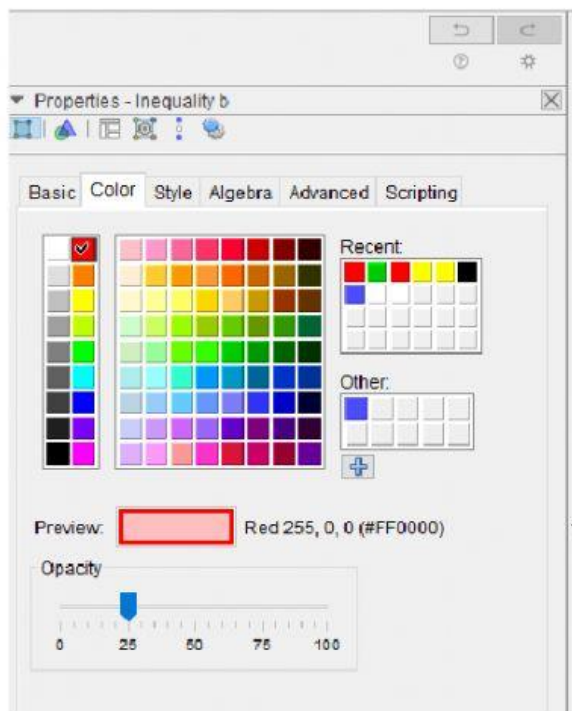 Properties - Inequality b
Basic Color Style Algebra Advanced Scripting
Recent:
Other:
Preview: Red 255, 0, 0 (#FF0000)
Opacity
0 25 50 75 100